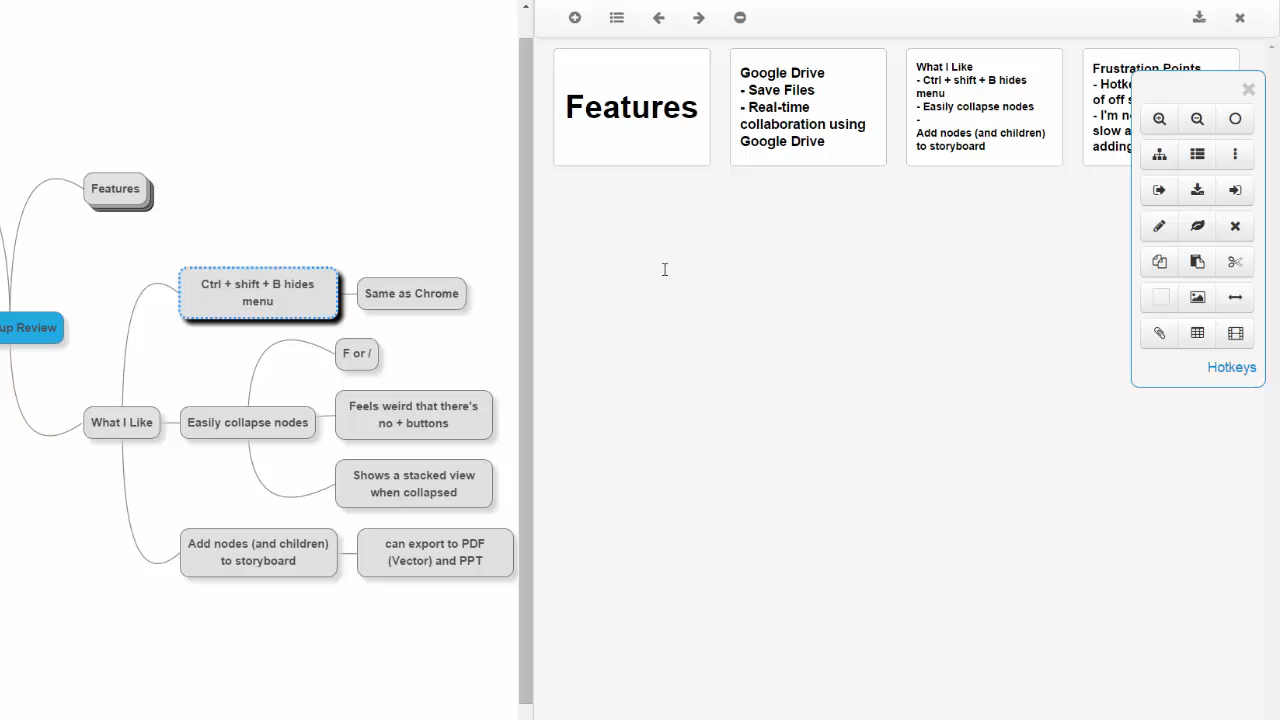 Features
up Review
Ctrl + shift + B hides
menu
Same as Chrome
F or /
What I Like
Easily collapse nodes
Feels weird that there's
no + buttons
Shows a stacked view
when collapsed
Add nodes (and children)
to storyboard
can export to PDF
(Vector) and PPT
Features
Google Drive
- Save Files
- Real-time
collaboration using
Google Drive
What I Like
- Ctrl + shift + B hides
menu
- Easily collapse nodes
-
Add nodes (and children)
to storyboard
Frustration Points
- Hotk
of off s
- I'm n
slow a
adding
Hotkeys